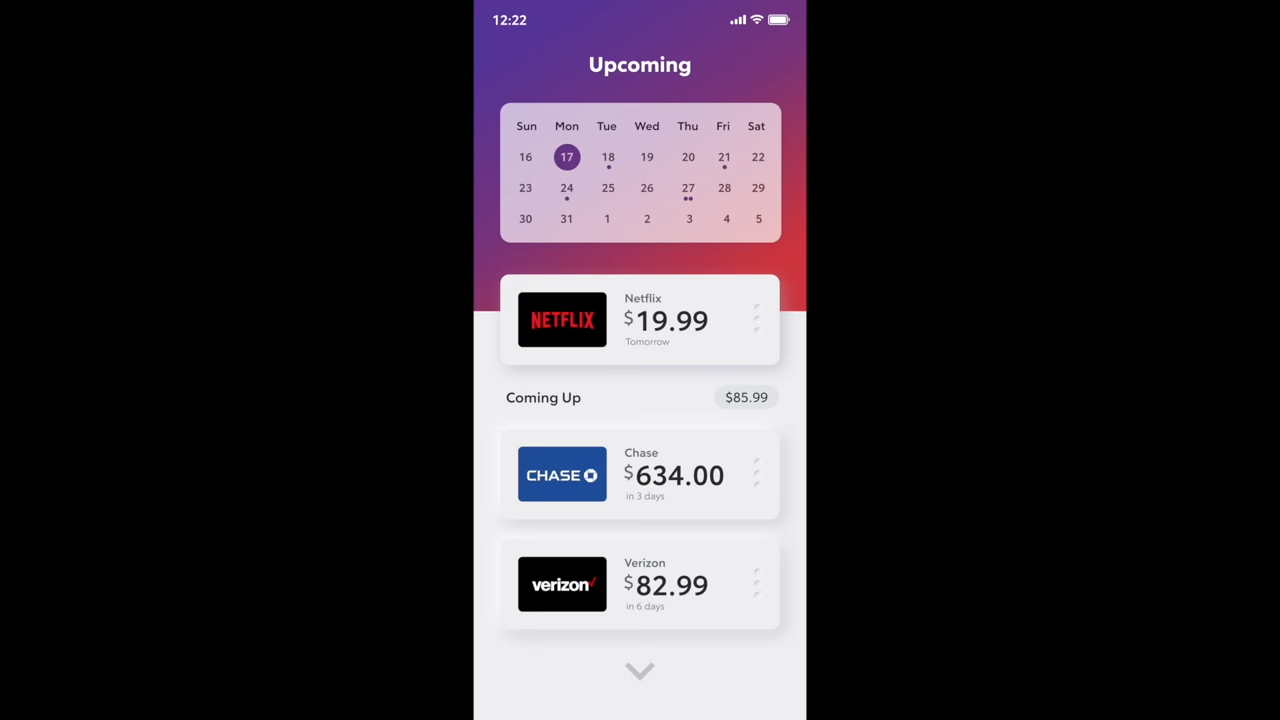 12:22
Upcoming
Sun Mon Tue Wed Thu Fri Sat
16 17 18 19 20 21 22
23 24 25 26 27 28 29
30 31 1 2 3 4 5
NETFLIX
Netflix
$19.99
Tomorrow
Coming Up $85.99
CHASE
Chase
$634.00
in 3 days
verizon
Verizon
$82.99
in 6 days